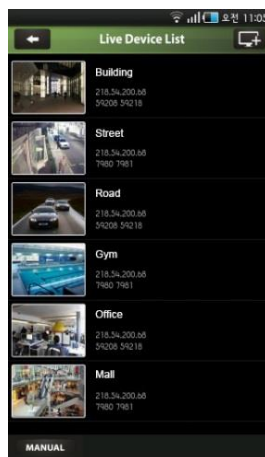 오전 11:05
Live Device List
Building
218.54.200.68
59208 59218
Street
218.54.200.68
7980 7981
Road
218.54.200.68
59208 59218
Gym
218.54.200.68
7980 7981
Office
218.54.200.68
59208 59218
Mall
218.54.200.68
7980 7981
MANUAL